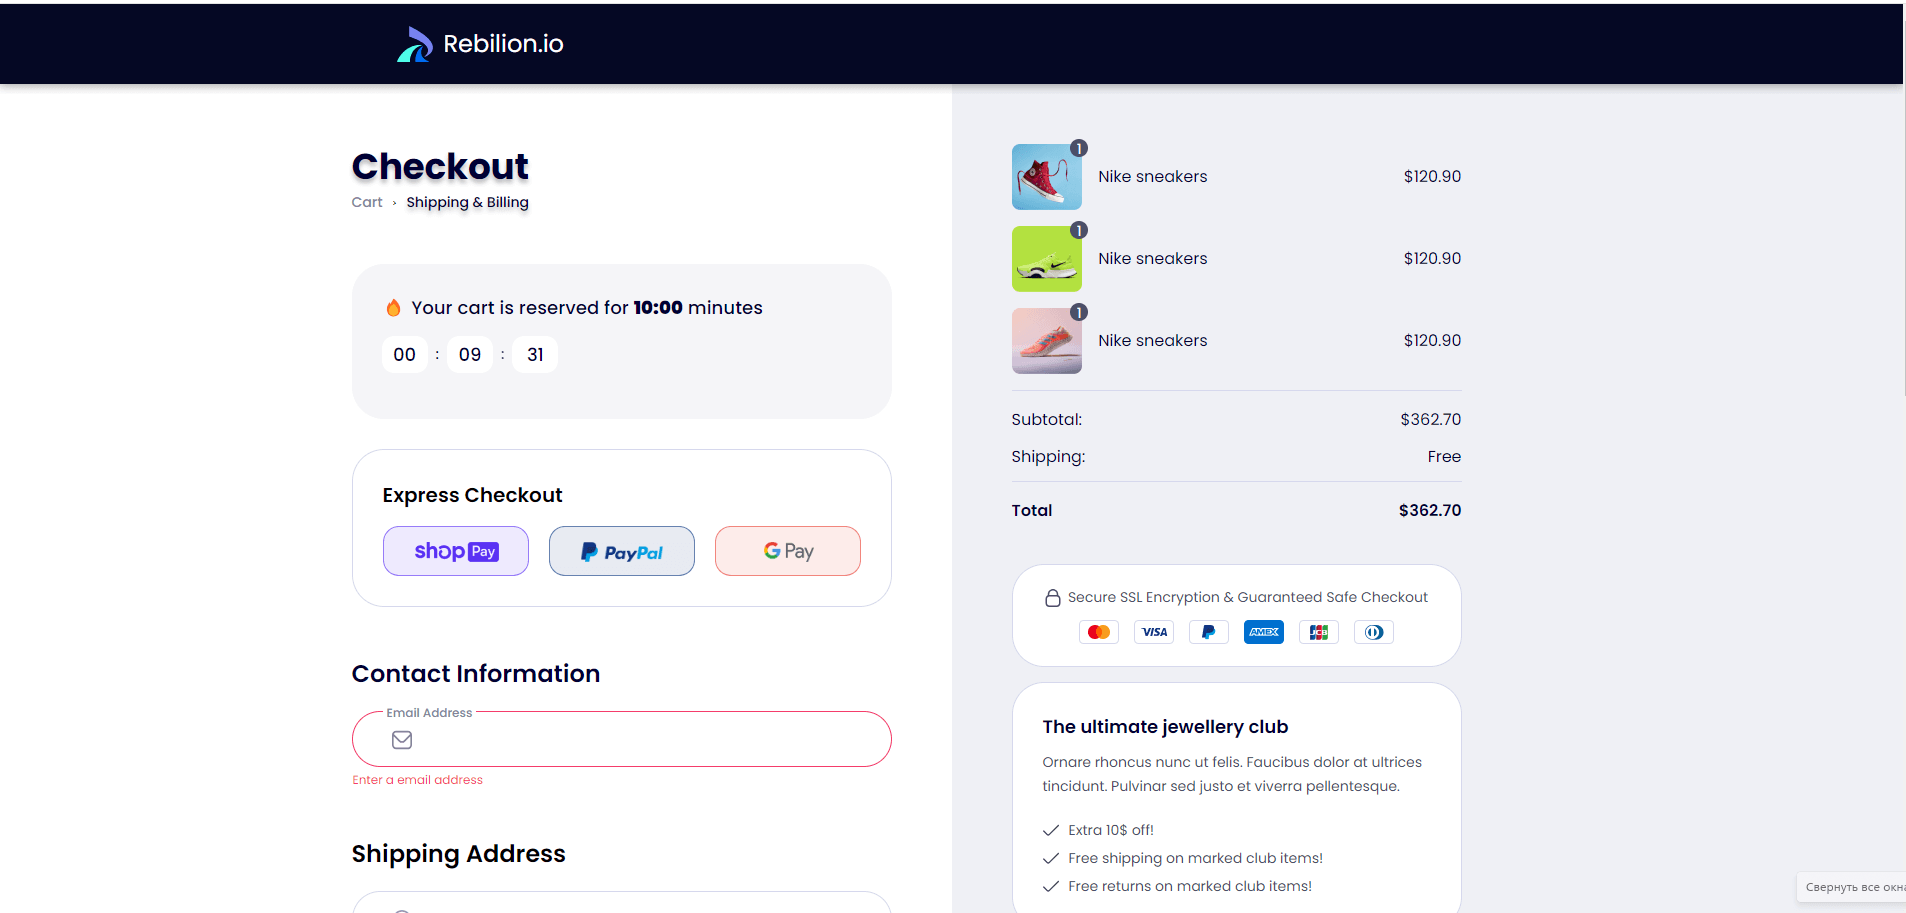 Rebilion.io
Checkout
Cart › Shipping & Billing
Your cart is reserved for 10:00 minutes
00 : 09 : 31
Express Checkout
shop Pay
PayPal
G Pay
Contact Information
Email Address
Enter a email address
Shipping Address
1
Nike sneakers $120.90
1
Nike sneakers $120.90
1
Nike sneakers $120.90
Subtotal: $362.70
Shipping: Free
Total $362.70
Secure SSL Encryption & Guaranteed Safe Checkout
VISA AMEX JCB
The ultimate jewellery club
Ornare rhoncus nunc ut felis. Faucibus dolor at ultrices
tincidunt. Pulvinar sed justo et viverra pellentesque.
Extra 10$ off!
Free shipping on marked club items!
Free returns on marked club items!
Свернуть все окна